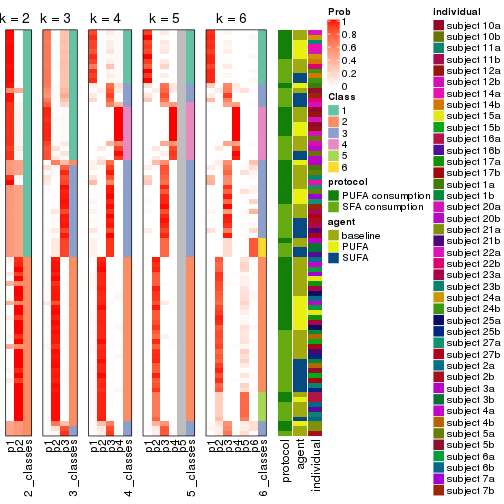 k = 2
k = 3
k = 4
k = 5
k = 6
p1
p2
2_classes
p1
p2
p3
3_classes
p1
p2
p3
p4
4_classes
p1
p2
p3
p4
p5
5_classes
p1
p2
p3
p4
p5
p6
6_classes
protocol
agent
individual
Prob
1
0.8
0.6
0.4
0.2
0
Class
1
2
3
4
5
6
protocol
PUFA consumption
SFA consumption
agent
baseline
PUFA
SUFA
individual
subject 10a
subject 10b
subject 11a
subject 11b
subject 12a
subject 12b
subject 14a
subject 14b
subject 15a
subject 15b
subject 16a
subject 16b
subject 17a
subject 17b
subject 1a
subject 1b
subject 20a
subject 20b
subject 21a
subject 21b
subject 22a
subject 22b
subject 23a
subject 23b
subject 24a
subject 24b
subject 25a
subject 25b
subject 27a
subject 27b
subject 2a
subject 2b
subject 3a
subject 3b
subject 4a
subject 4b
subject 5a
subject 5b
subject 6a
subject 6b
subject 7a
subject 7b